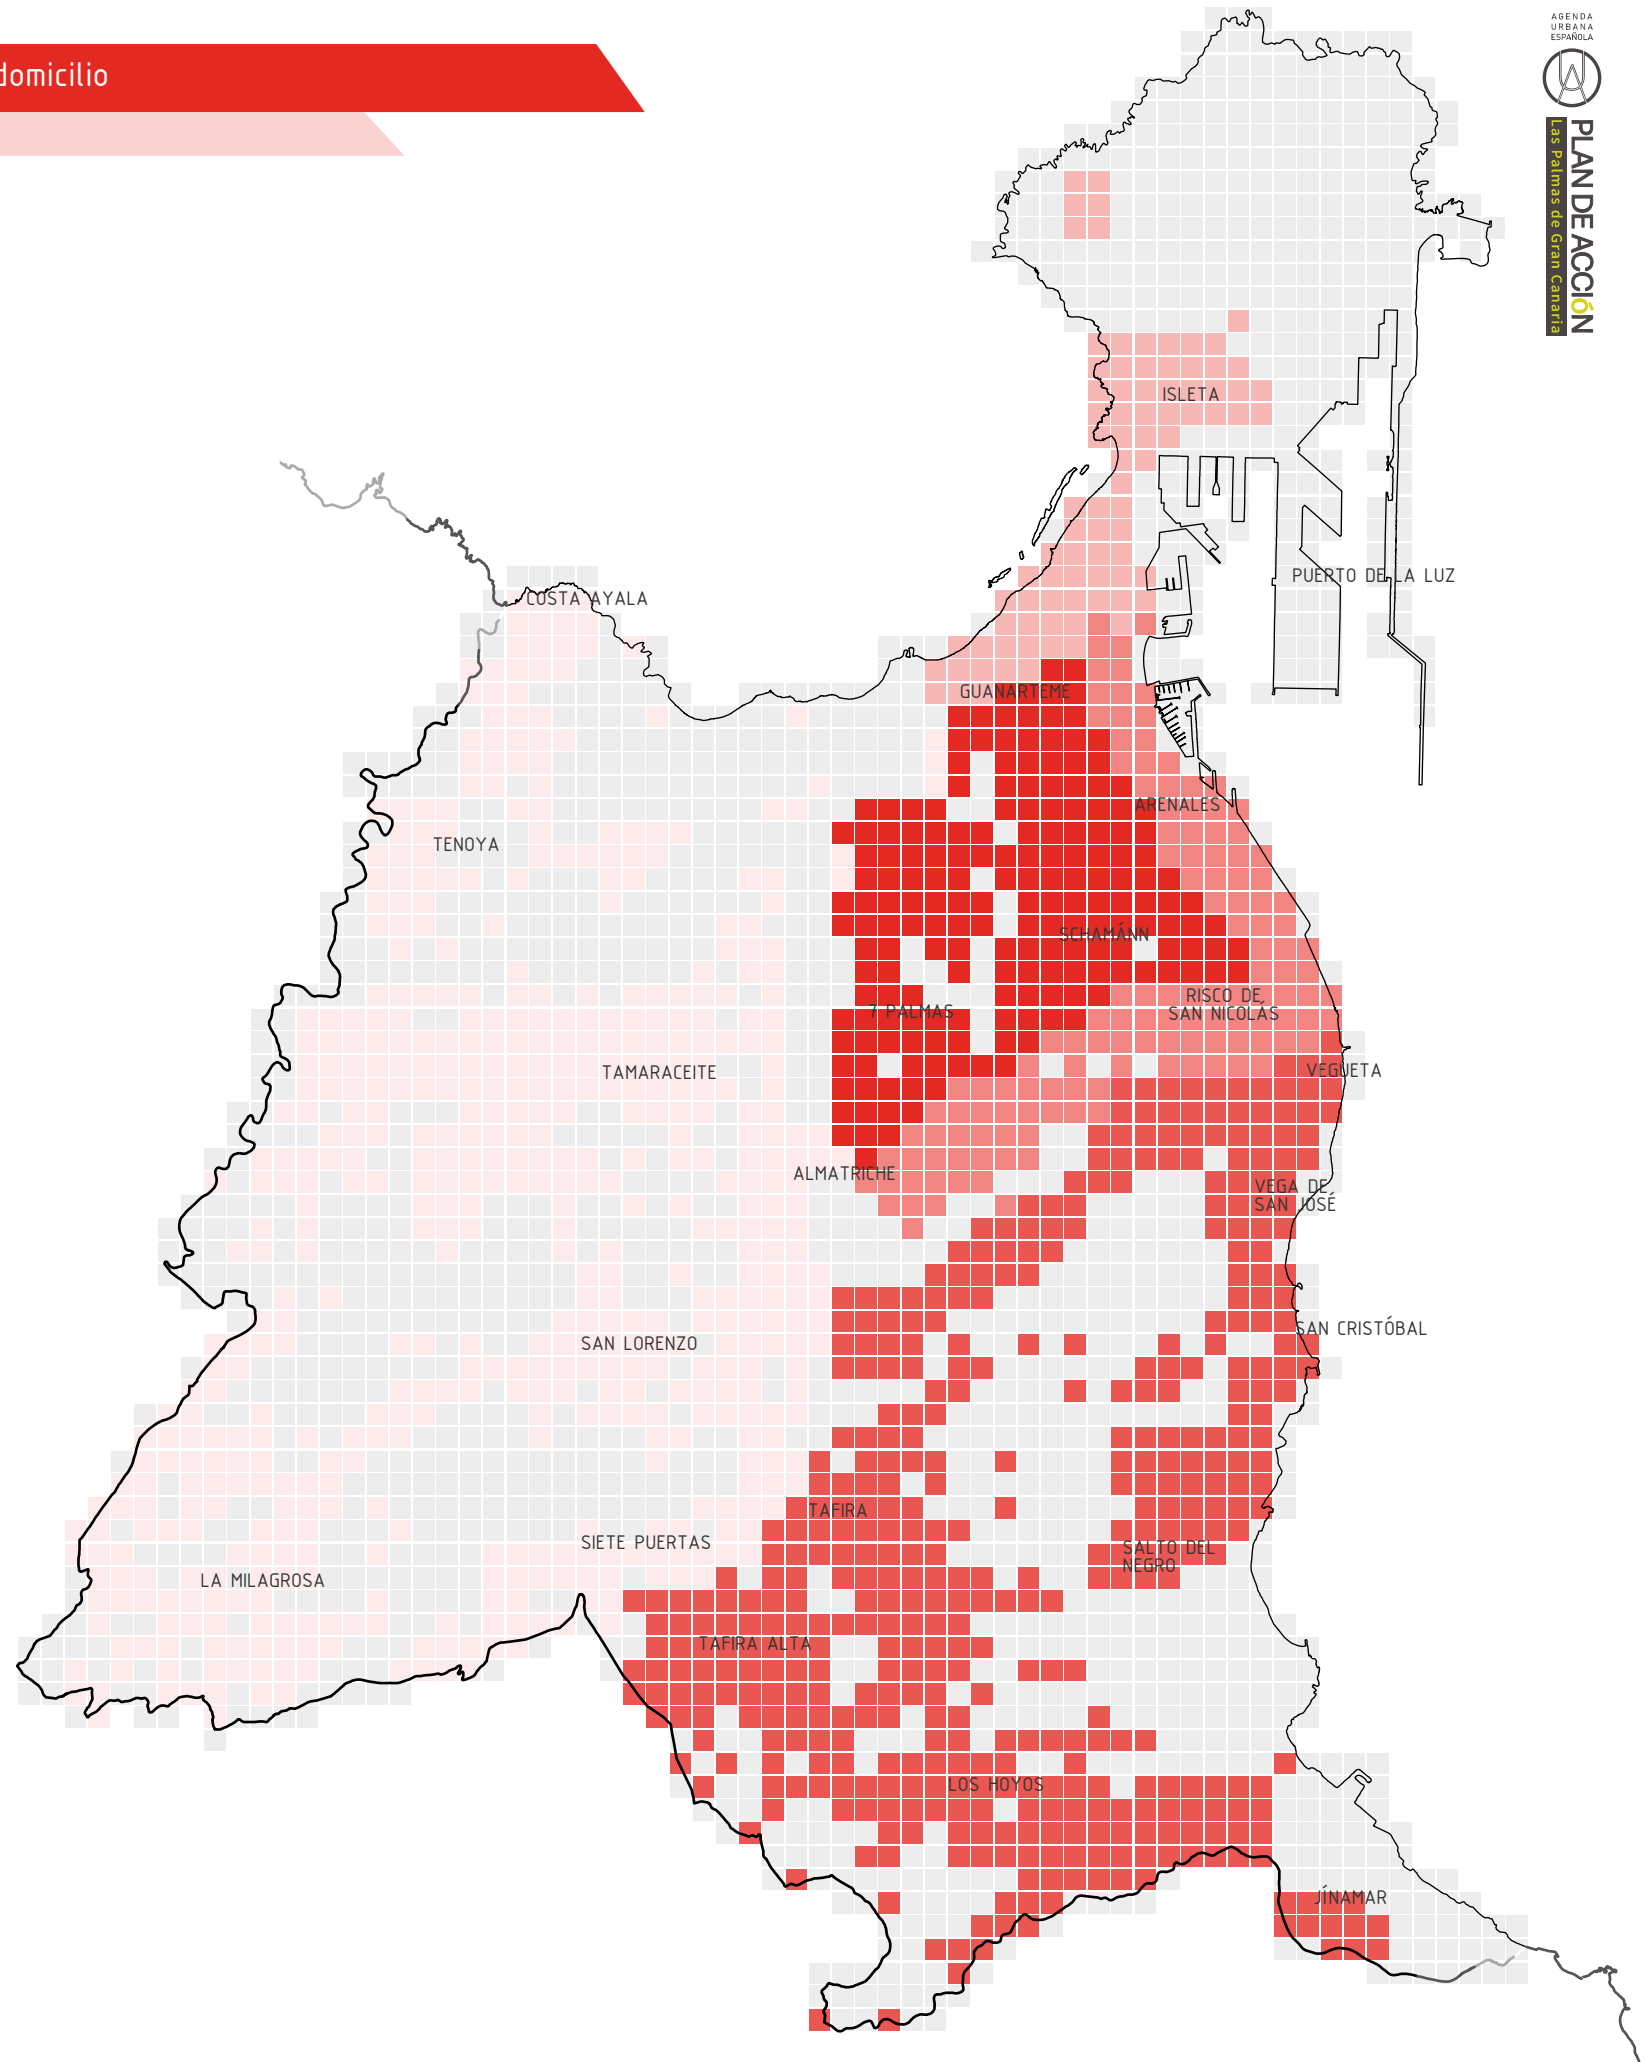 domicilio
AGENDA
URBANA
ESPAÑOLA
PLAN DE ACCIÓN
Las Palmas de Gran Canaria
ISLETA
PUERTO DE LA LUZ
COSTA AYALA
GUANARTEME
ARENALES
TENOYA
SCHAMÁNN
RISCO DE
SAN NICOLÁS
7 PALMAS
TAMARACEITE
VEGUETA
ALMATRICHE
VEGA DE
SAN JOSÉ
SAN CRISTÓBAL
SAN LORENZO
TAFIRA
SIETE PUERTAS
SALTO DEL
NEGRO
LA MILAGROSA
TAFIRA ALTA
LOS HOYOS
JÍNAMAR